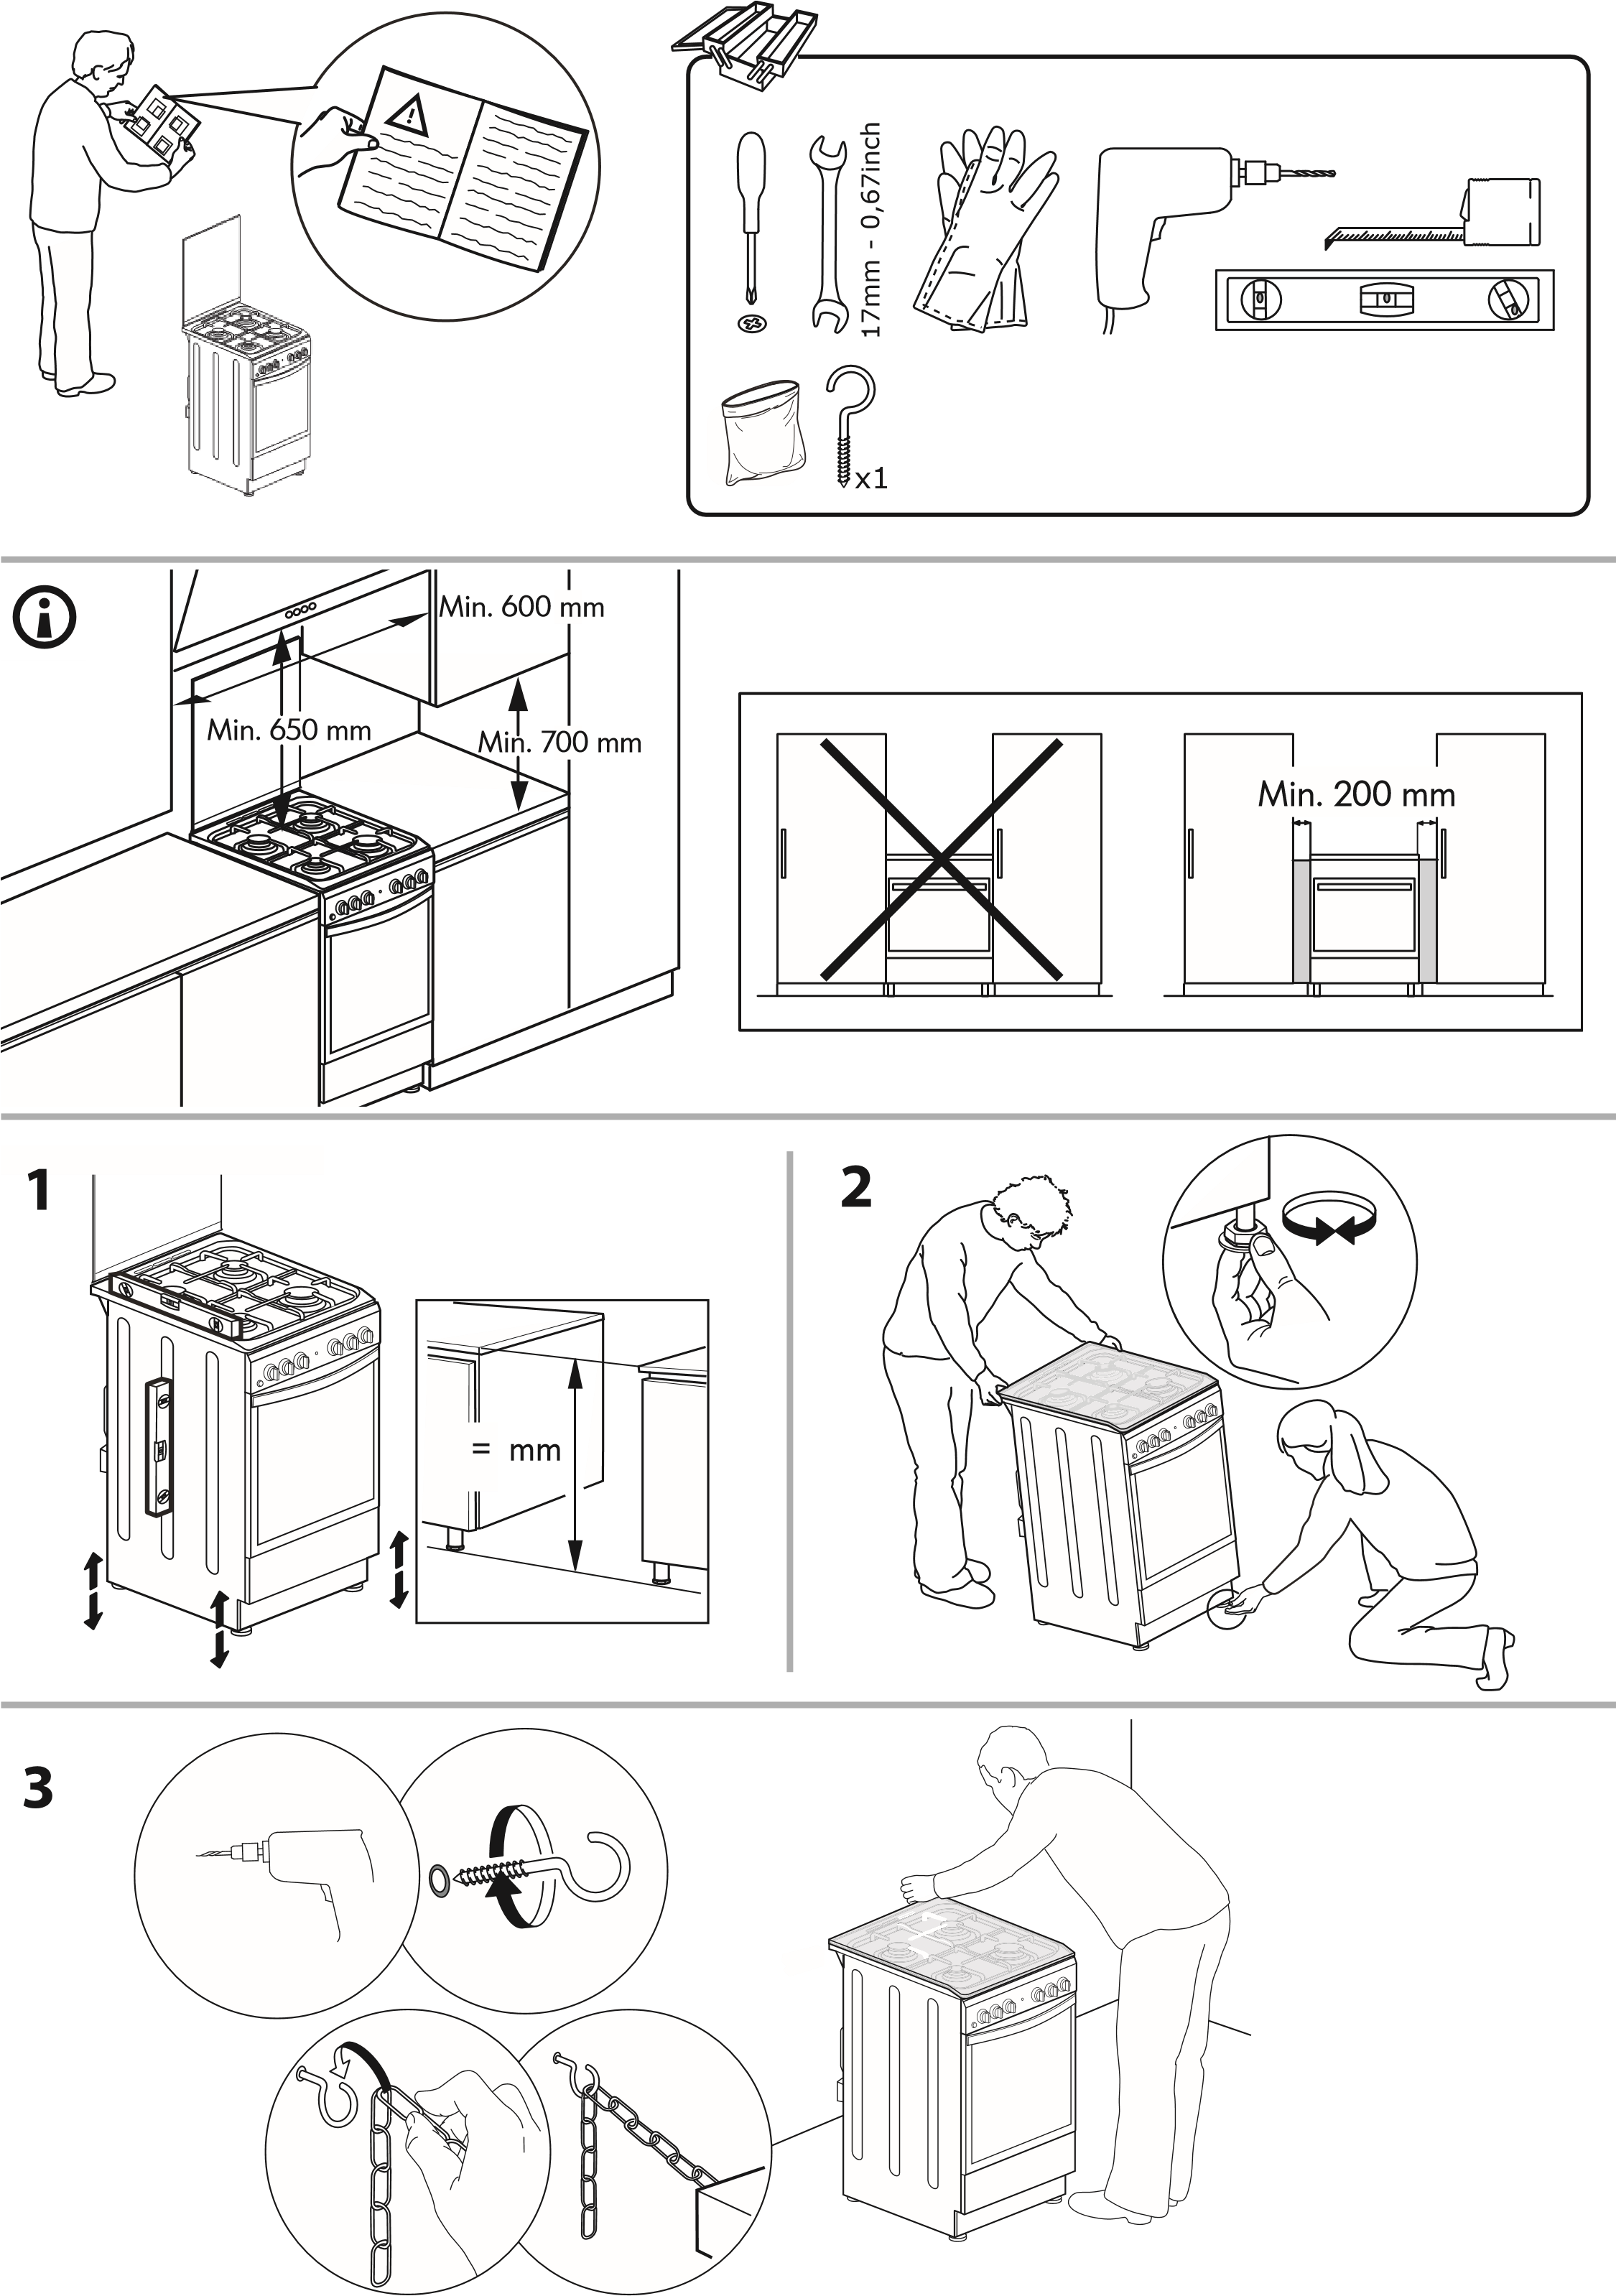 17mm - 0,67inch
x1
Min. 600 mm
Min. 650 mm
Min. 700 mm
Min. 200 mm
1
= mm
2
3